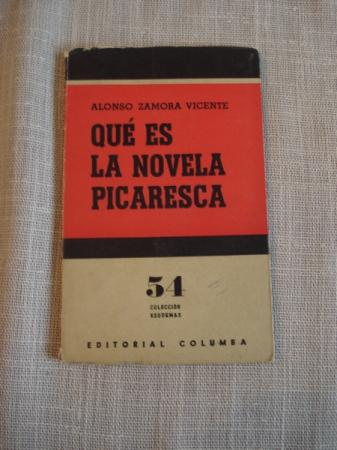 ALONSO ZAMORA VICENTE
QUÉ ES
LA NOVELA
PICARESCA
54
COLECCIÓN
ESQUEMAS
EDITORIAL COLUMBA